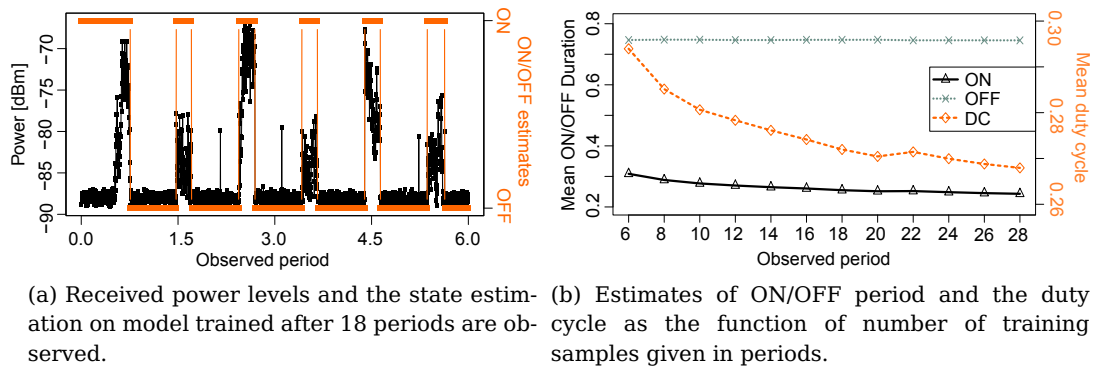 Power [dBm]
−70
−75
−80
−85
−90
0.0 1.5 3.0 4.5 6.0
Observed period
ON
OFF
ON/OFF estimates
(a) Received power levels and the state estim-
ation on model trained after 18 periods are ob-
served.
Mean ON/OFF Duration
0.8
0.6
0.4
0.2
6 8 10 12 14 16 18 20 22 24 26 28
Observed period
ON
OFF
DC
0.30
0.28
0.26
Mean duty
cycle
(b) Estimates of ON/OFF period and the duty
cycle as the function of number of training
samples given in periods.